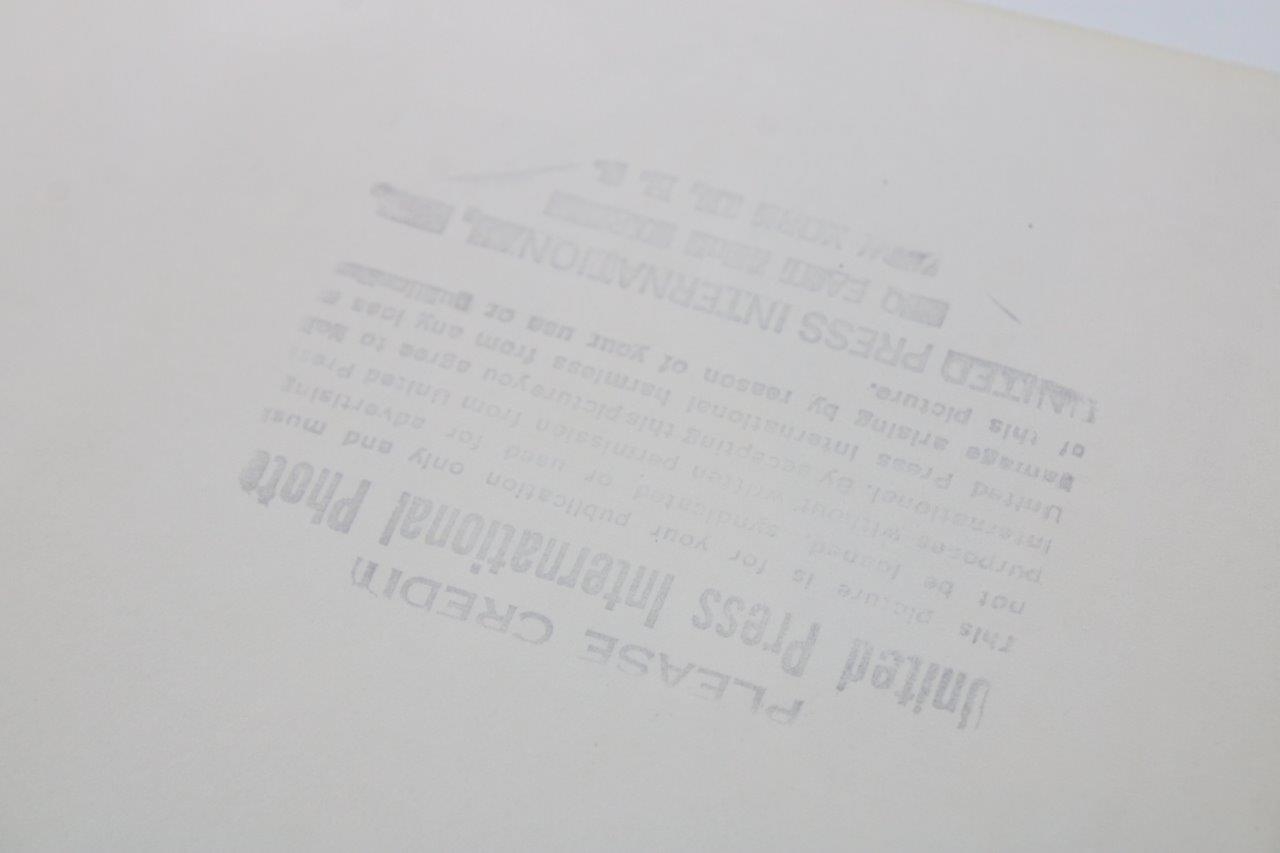 PLEASE CREDIT
United Press International Photo
This picture is for your publication only and must
not be loaned, syndicated, or used for advertising
purposes without written permission from United Press
International. By accepting this picture you agree to
United Press International harmless from any loss
damage arising by reason of your use or
of this picture.
UNITED PRESS INTERNATIONAL,
EAST
NEW YORK